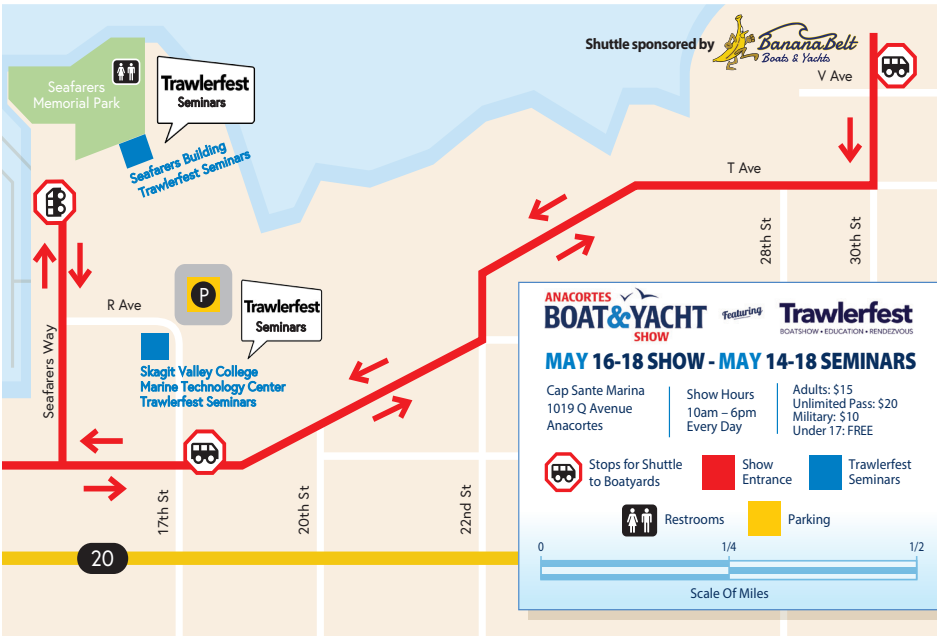 Shuttle sponsored by
BananaBelt
Boats & Yachts
V Ave
Seafarers
Memorial Park
Trawlerfest
Seminars
Seafarers Building
Trawlerfest Seminars
T Ave
28th St
30th St
R Ave
P
Trawlerfest
Seminars
Seafarers Way
Skagit Valley College
Marine Technology Center
Trawlerfest Seminars
17th St
20th St
22nd St
20
ANACORTES
BOAT&YACHT
SHOW
Featuring
Trawlerfest
BOATSHOW • EDUCATION • RENDEZVOUS
MAY 16-18 SHOW - MAY 14-18 SEMINARS
Cap Sante Marina
1019 Q Avenue
Anacortes
Show Hours
10am – 6pm
Every Day
Adults: $15
Unlimited Pass: $20
Military: $10
Under 17: FREE
Stops for Shuttle
to Boatyards
Show
Entrance
Trawlerfest
Seminars
Restrooms
Parking
0 1/4 1/2
Scale Of Miles